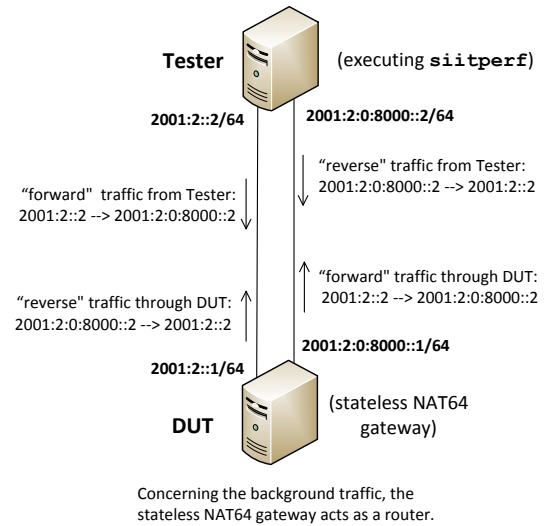 Tester
(executing siitperf)
2001:2::2/64
2001:2:0:8000::2/64
“reverse" traffic from Tester:
2001:2:0:8000::2 --> 2001:2::2
“forward" traffic from Tester:
2001:2::2 --> 2001:2:0:8000::2
“forward" traffic through DUT:
2001:2::2 --> 2001:2:0:8000::2
“reverse" traffic through DUT:
2001:2:0:8000::2 --> 2001:2::2
2001:2:0:8000::1/64
2001:2::1/64
DUT
(stateless NAT64
gateway)
Concerning the background traffic, the
stateless NAT64 gateway acts as a router.